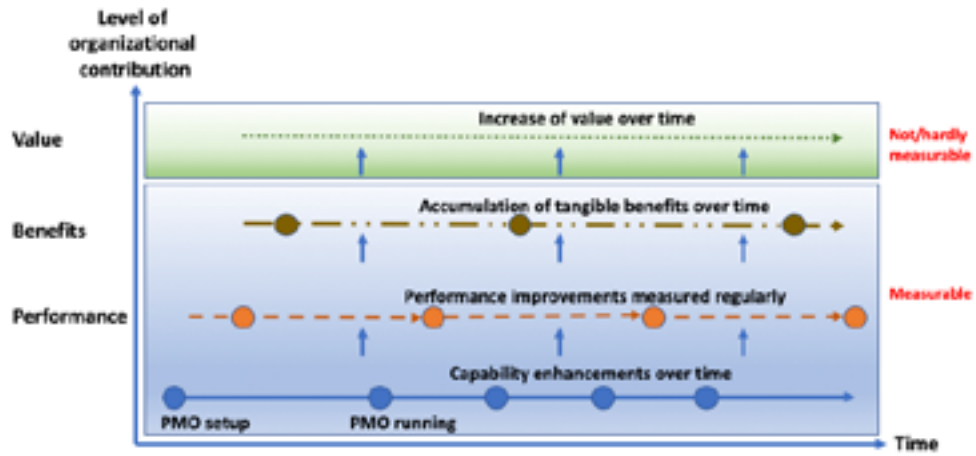 Level of
organizational
contribution
Value
Increase of value over time
Not/hardly
measurable
Accumulation of tangible benefits over time
Benefits
Performance improvements measured regularly
Measurable
Performance
Capability enhancements over time
PMO setup
PMO running
Time